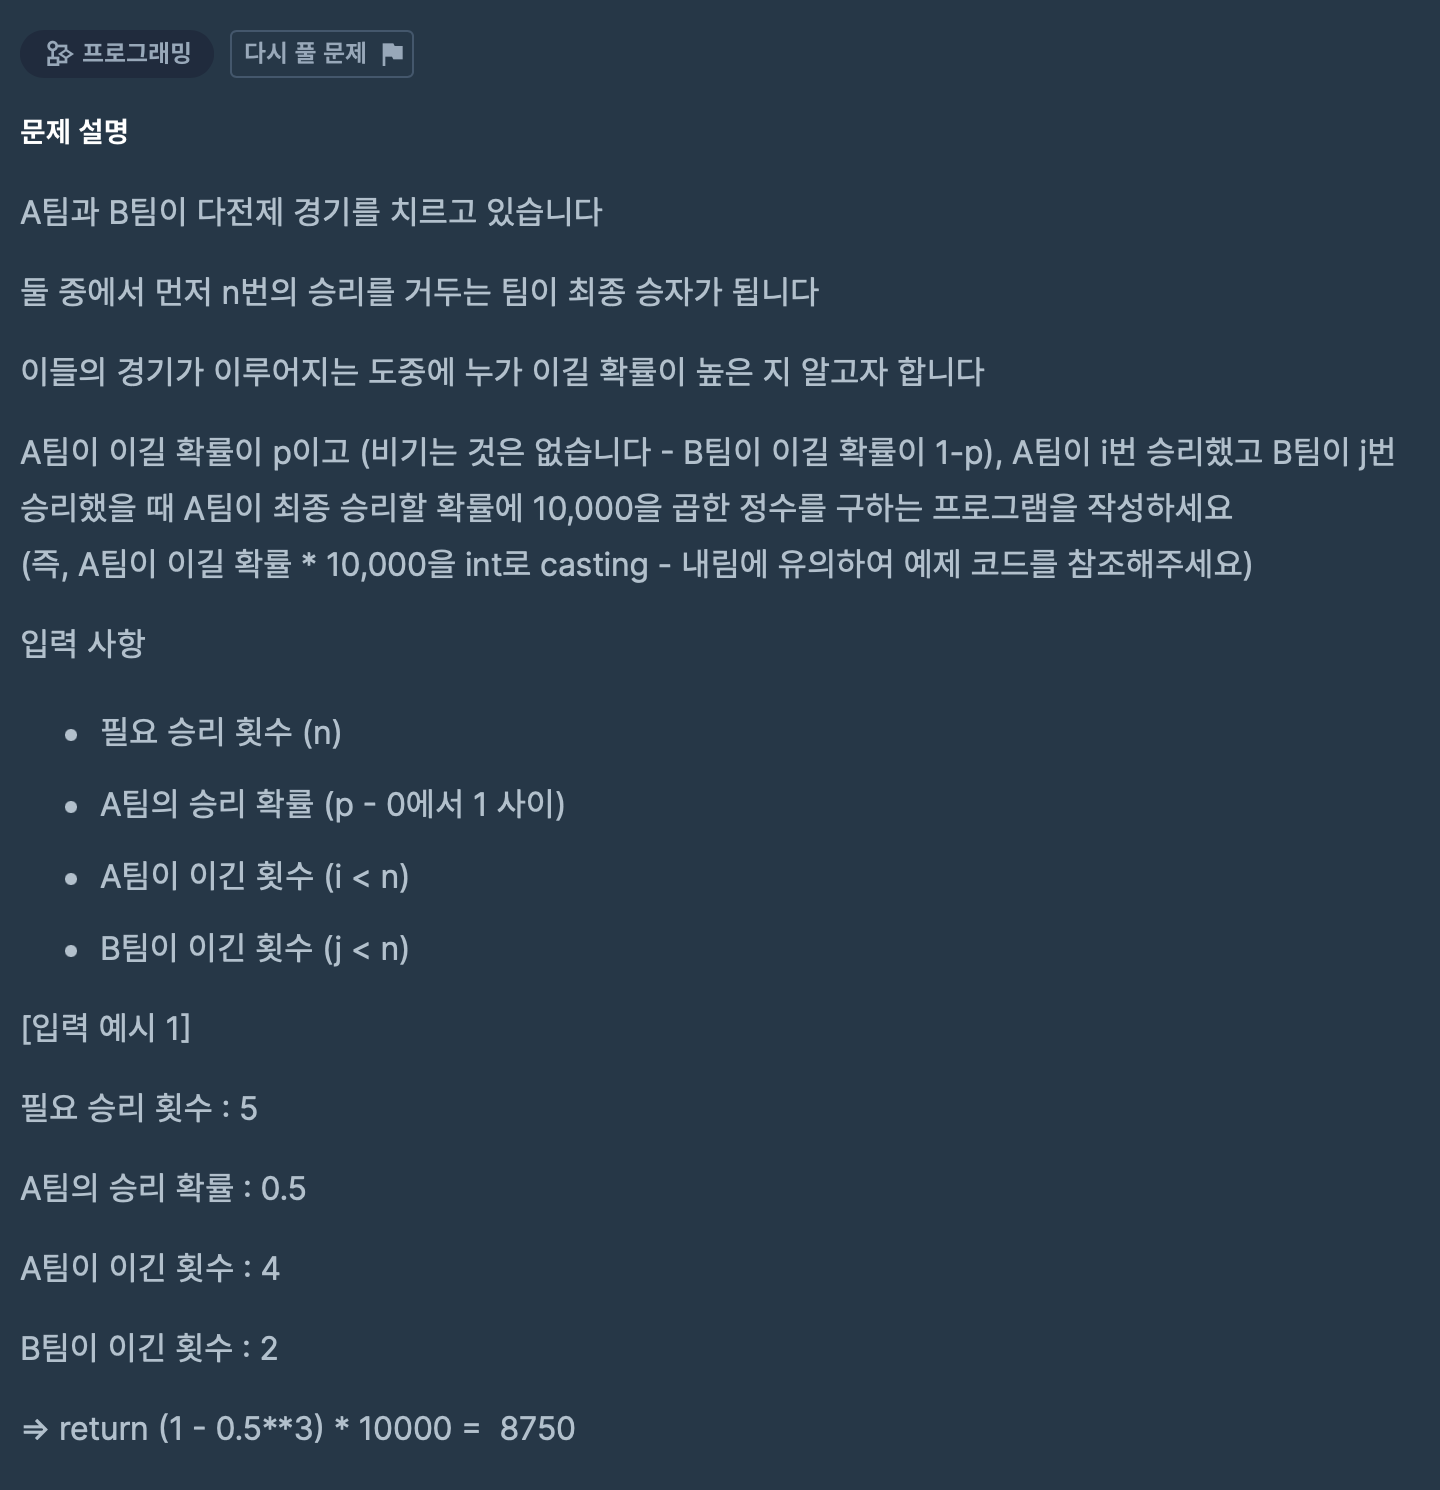 프로그래밍
다시 풀 문제
문제 설명
A팀과 B팀이 다전제 경기를 치르고 있습니다
둘 중에서 먼저 n번의 승리를 거두는 팀이 최종 승자가 됩니다
이들의 경기가 이루어지는 도중에 누가 이길 확률이 높은 지 알고자 합니다
A팀이 이길 확률이 p이고 (비기는 것은 없습니다 - B팀이 이길 확률이 1-p), A팀이 i번 승리했고 B팀이 j번
승리했을 때 A팀이 최종 승리할 확률에 10,000을 곱한 정수를 구하는 프로그램을 작성하세요
(즉, A팀이 이길 확률 * 10,000을 int로 casting - 내림에 유의하여 예제 코드를 참조해주세요)
입력 사항
• 필요 승리 횟수 (n)
• A팀의 승리 확률 (p - 0에서 1 사이)
• A팀이 이긴 횟수 (i < n)
• B팀이 이긴 횟수 (j < n)
[입력 예시 1]
필요 승리 횟수 : 5
A팀의 승리 확률 : 0.5
A팀이 이긴 횟수 : 4
B팀이 이긴 횟수 : 2
⇒ return (1 - 0.5**3) * 10000 = 8750